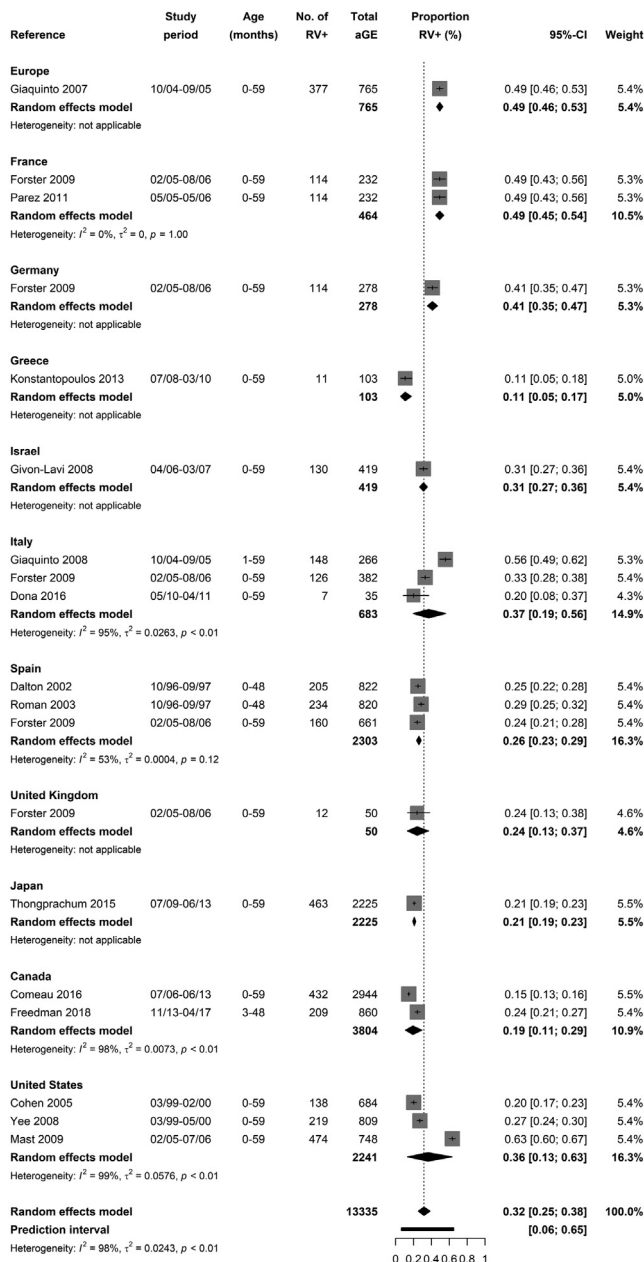 Study Age No. of Total Proportion
Reference period (months) RV+ aGE RV+ (%) 95%-CI Weight
Europe
Giaquinto 2007 10/04-09/05 0-59 377 765 0.49 [0.46; 0.53] 5.4%
Random effects model 765 0.49 [0.46; 0.53] 5.4%
Heterogeneity: not applicable
France
Forster 2009 02/05-08/06 0-59 114 232 0.49 [0.43; 0.56] 5.3%
Parez 2011 05/05-05/06 0-59 114 232 0.49 [0.43; 0.56] 5.3%
Random effects model 464 0.49 [0.45; 0.54] 10.5%
Heterogeneity: I² = 0%, τ² = 0, p = 1.00
Germany
Forster 2009 02/05-08/06 0-59 114 278 0.41 [0.35; 0.47] 5.3%
Random effects model 278 0.41 [0.35; 0.47] 5.3%
Heterogeneity: not applicable
Greece
Konstantopoulos 2013 07/08-03/10 0-59 11 103 0.11 [0.05; 0.18] 5.0%
Random effects model 103 0.11 [0.05; 0.17] 5.0%
Heterogeneity: not applicable
Israel
Givon-Lavi 2008 04/06-03/07 0-59 130 419 0.31 [0.27; 0.36] 5.4%
Random effects model 419 0.31 [0.27; 0.36] 5.4%
Heterogeneity: not applicable
Italy
Giaquinto 2008 10/04-09/05 1-59 148 266 0.56 [0.49; 0.62] 5.3%
Forster 2009 02/05-08/06 0-59 126 382 0.33 [0.28; 0.38] 5.4%
Dona 2016 05/10-04/11 0-59 7 35 0.20 [0.08; 0.37] 4.3%
Random effects model 683 0.37 [0.19; 0.56] 14.9%
Heterogeneity: I² = 95%, τ² = 0.0263, p < 0.01
Spain
Dalton 2002 10/96-09/97 0-48 205 822 0.25 [0.22; 0.28] 5.4%
Roman 2003 10/96-09/97 0-48 234 820 0.29 [0.25; 0.32] 5.4%
Forster 2009 02/05-08/06 0-59 160 661 0.24 [0.21; 0.28] 5.4%
Random effects model 2303 0.26 [0.23; 0.29] 16.3%
Heterogeneity: I² = 53%, τ² = 0.0004, p = 0.12
United Kingdom
Forster 2009 02/05-08/06 0-59 12 50 0.24 [0.13; 0.38] 4.6%
Random effects model 50 0.24 [0.13; 0.37] 4.6%
Heterogeneity: not applicable
Japan
Thongprachum 2015 07/09-06/13 0-59 463 2225 0.21 [0.19; 0.23] 5.5%
Random effects model 2225 0.21 [0.19; 0.23] 5.5%
Heterogeneity: not applicable
Canada
Comeau 2016 07/06-06/13 0-59 432 2944 0.15 [0.13; 0.16] 5.5%
Freedman 2018 11/13-04/17 3-48 209 860 0.24 [0.21; 0.27] 5.4%
Random effects model 3804 0.19 [0.11; 0.29] 10.9%
Heterogeneity: I² = 98%, τ² = 0.0073, p < 0.01
United States
Cohen 2005 03/99-02/00 0-59 138 684 0.20 [0.17; 0.23] 5.4%
Yee 2008 03/99-05/00 0-59 219 809 0.27 [0.24; 0.30] 5.4%
Mast 2009 02/05-07/06 0-59 474 748 0.63 [0.60; 0.67] 5.4%
Random effects model 2241 0.36 [0.13; 0.63] 16.3%
Heterogeneity: I² = 99%, τ² = 0.0576, p < 0.01
Random effects model 13335 0.32 [0.25; 0.38] 100.0%
Prediction interval [0.06; 0.65]
Heterogeneity: I² = 98%, τ² = 0.0243, p < 0.01
0 0.2 0.4 0.6 0.8 1